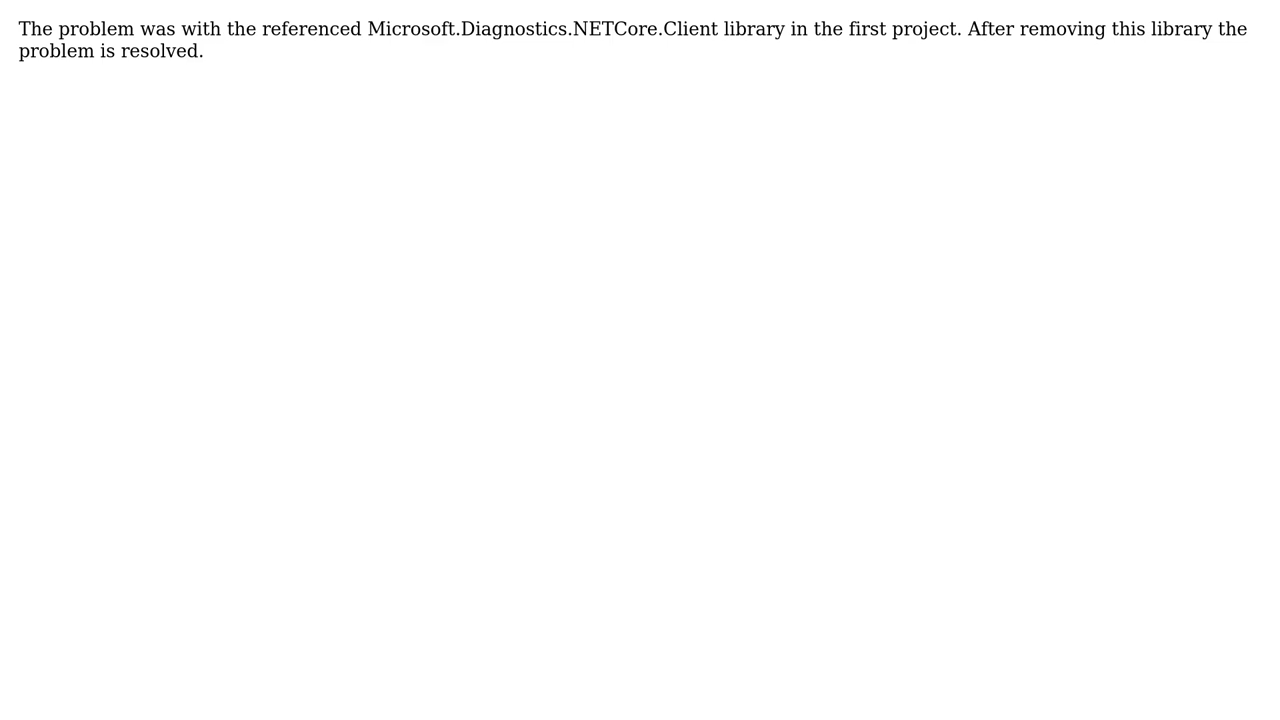 The problem was with the referenced Microsoft.Diagnostics.NETCore.Client library in the first project. After removing this library the
problem is resolved.